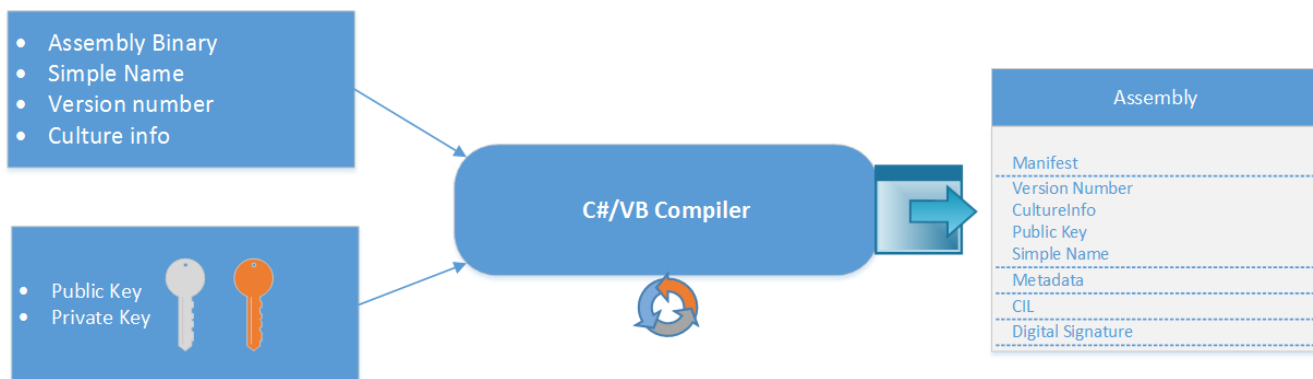 Assembly Binary
Simple Name
Version number
Culture info
Public Key
Private Key
C#/VB Compiler
Assembly
Manifest
Version Number
CultureInfo
Public Key
Simple Name
Metadata
CIL
Digital Signature